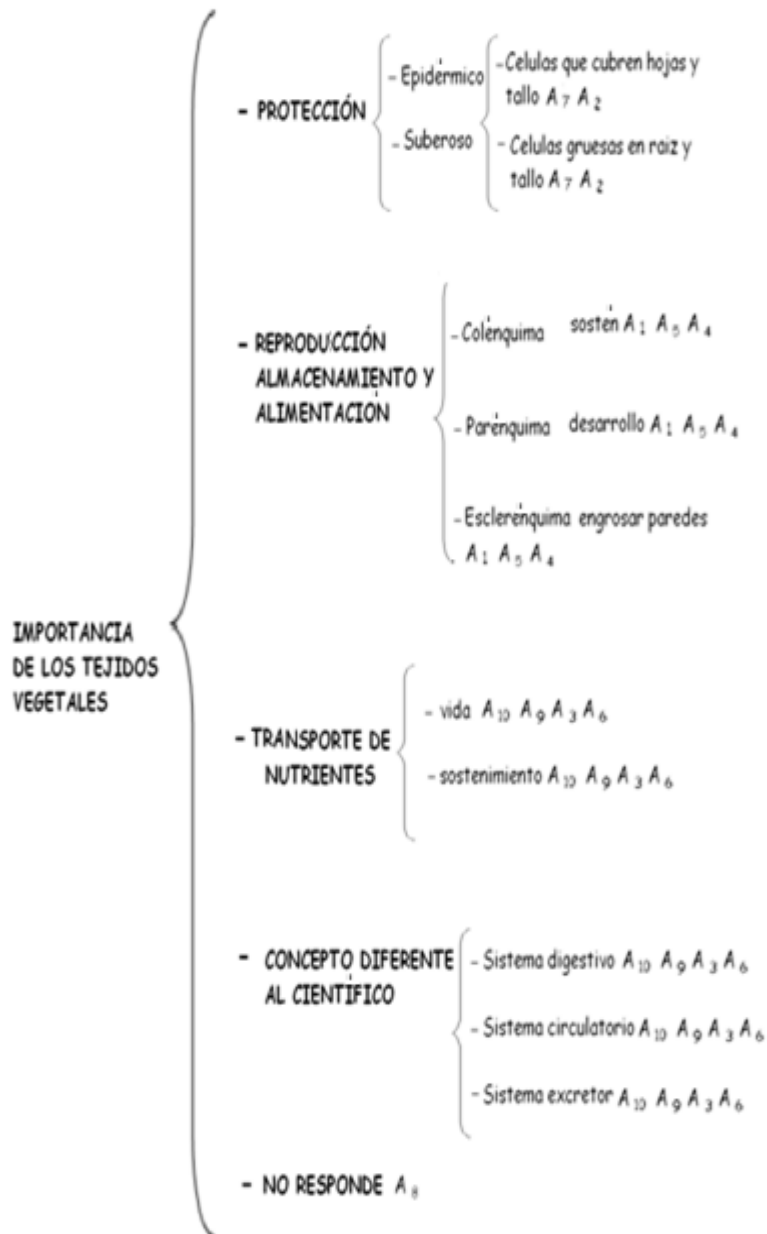 - PROTECCIÓN
- Epidérmico
- Suberoso
- Celulas que cubren hojas y
tallo A 7 A 2
- Celulas gruesas en raiz y
tallo A 7 A 2
- REPRODUCCIÓN
ALMACENAMIENTO Y
ALIMENTACIÓN
- Colénquima sostén A 1 A 5 A 4
- Parénquima desarrollo A 1 A 5 A 4
- Esclerénquima engrosar paredes
A 1 A 5 A 4
IMPORTANCIA
DE LOS TEJIDOS
VEGETALES
- TRANSPORTE DE
NUTRIENTES
- vida A 10 A 9 A 3 A 6
- sostenimiento A 10 A 9 A 3 A 6
- CONCEPTO DIFERENTE
AL CIENTÍFICO
- Sistema digestivo A 10 A 9 A 3 A 6
- Sistema circulatorio A 10 A 9 A 3 A 6
- Sistema excretor A 10 A 9 A 3 A 6
- NO RESPONDE A 8